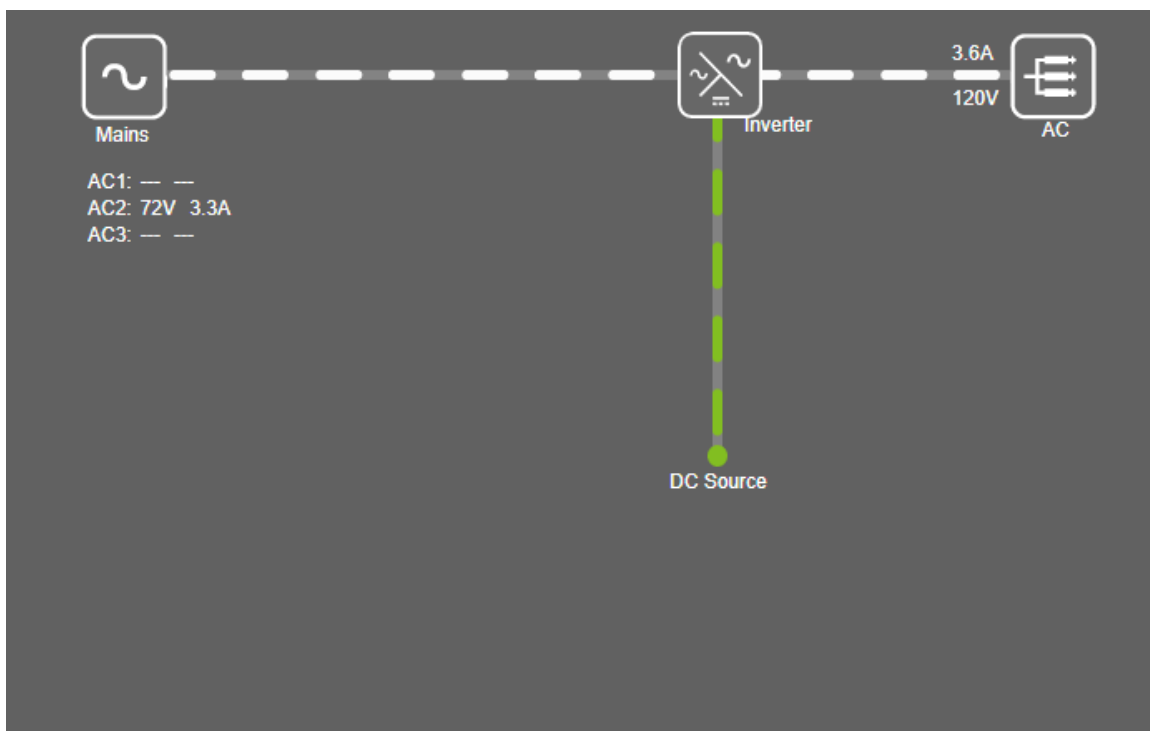 3.6A
120V
Mains
Inverter
AC
AC1: --- ---
AC2: 72V 3.3A
AC3: --- ---
DC Source